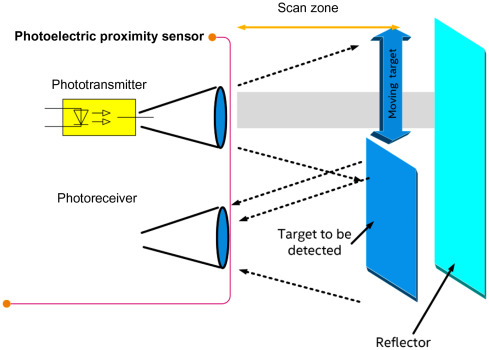 Scan zone
Photoelectric proximity sensor
Phototransmitter
Moving target
Photoreceiver
Target to be
detected
Reflector